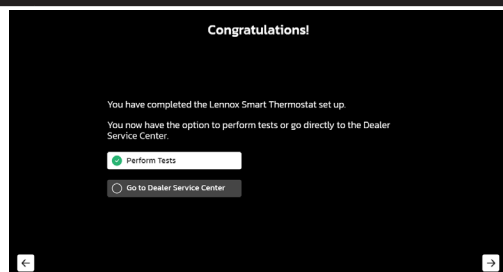 Congratulations!
You have completed the Lennox Smart Thermostat set up.
You now have the option to perform tests or go directly to the Dealer
Service Center.
Perform Tests
Go to Dealer Service Center